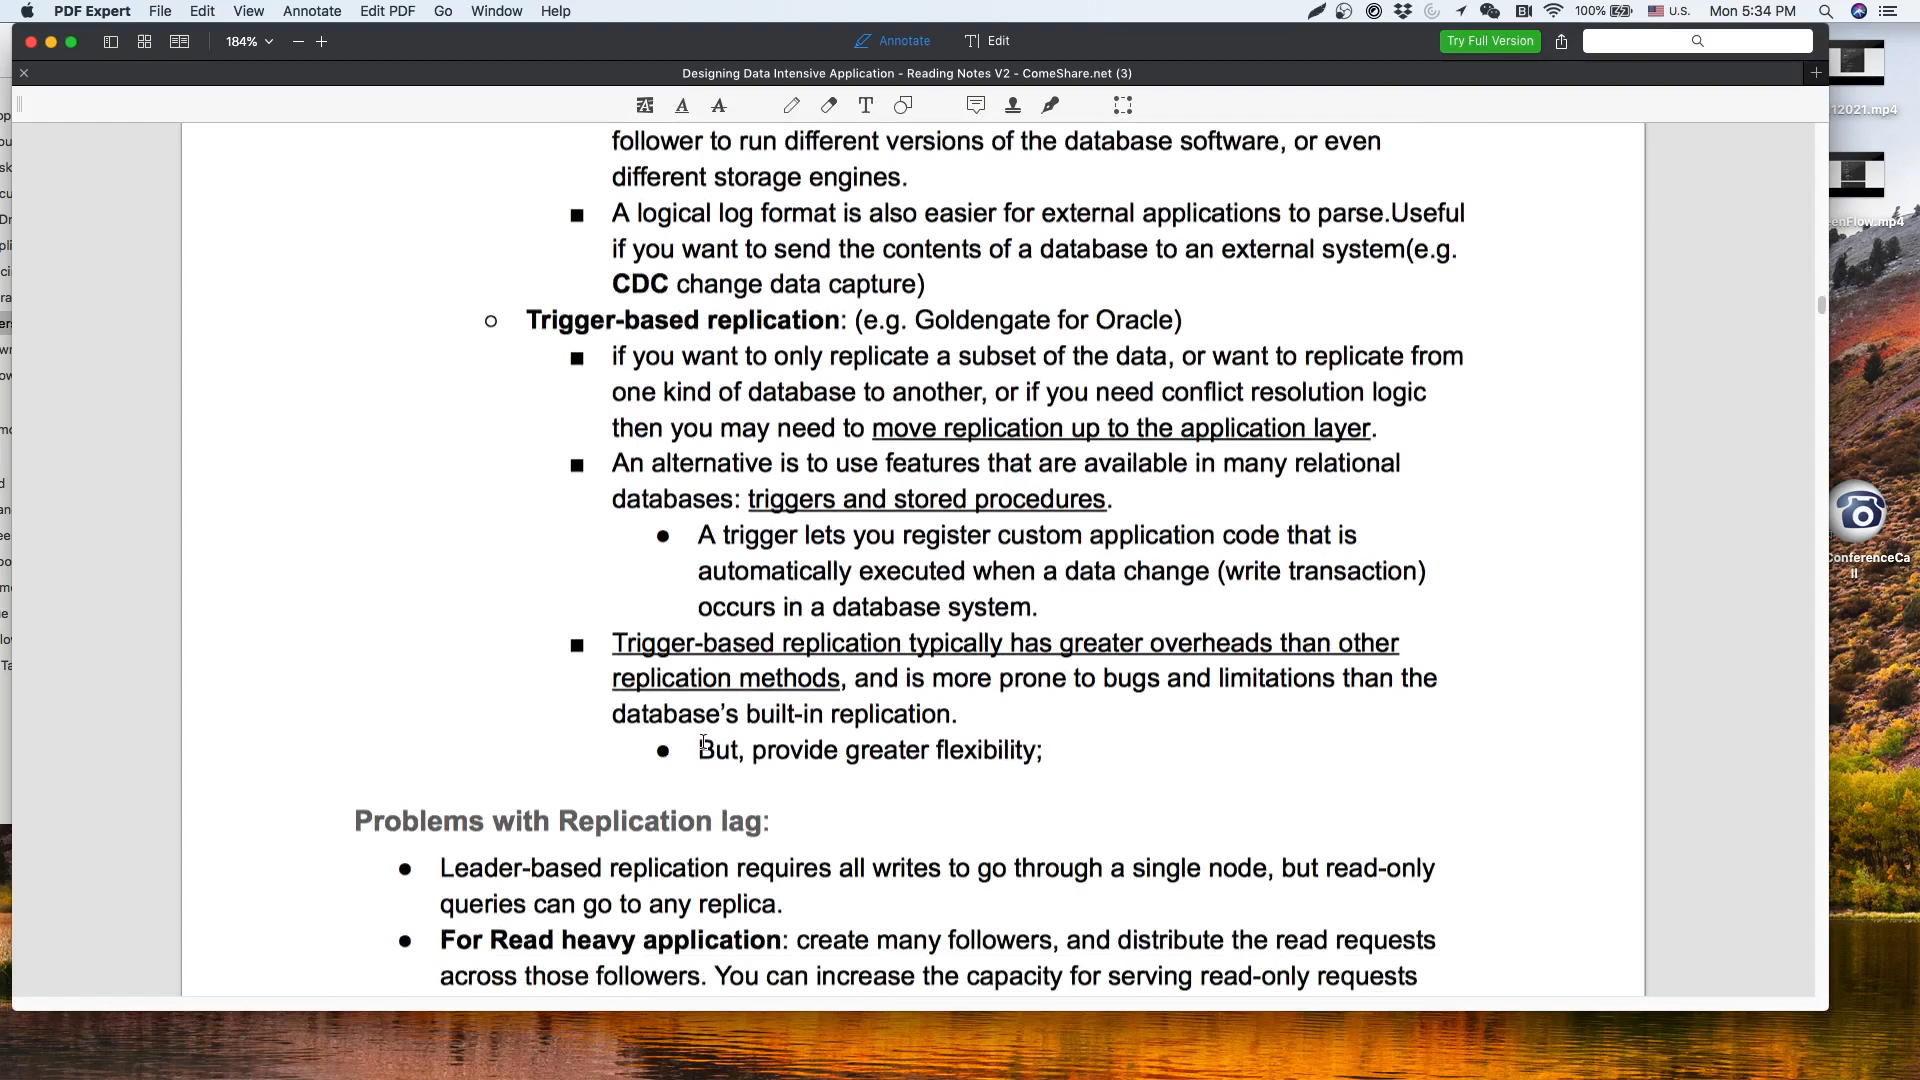 PDF Expert File Edit View Annotate Edit PDF Go Window Help 100% U.S. Mon 5:34 PM
184% Annotate Edit Try Full Version
Designing Data Intensive Application - Reading Notes V2 - ComeShare.net (3)
follower to run different versions of the database software, or even
different storage engines.
■ A logical log format is also easier for external applications to parse.Useful
if you want to send the contents of a database to an external system(e.g.
CDC change data capture)
○ Trigger-based replication: (e.g. Goldengate for Oracle)
■ if you want to only replicate a subset of the data, or want to replicate from
one kind of database to another, or if you need conflict resolution logic
then you may need to move replication up to the application layer.
■ An alternative is to use features that are available in many relational
databases: triggers and stored procedures.
● A trigger lets you register custom application code that is
automatically executed when a data change (write transaction)
occurs in a database system.
■ Trigger-based replication typically has greater overheads than other
replication methods, and is more prone to bugs and limitations than the
database’s built-in replication.
● But, provide greater flexibility;
Problems with Replication lag:
● Leader-based replication requires all writes to go through a single node, but read-only
queries can go to any replica.
● For Read heavy application: create many followers, and distribute the read requests
across those followers. You can increase the capacity for serving read-only requests
12021.mp4
enFlow.mp4
ConferenceCa
ll